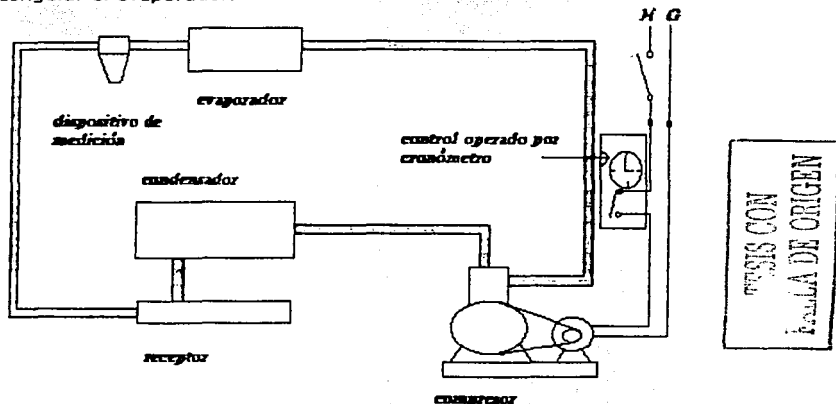 H G
evaporador
dispositivo de
medición
control operado por
cronómetro
condensador
TESIS CON
FALLA DE ORIGEN
receptor
compresor